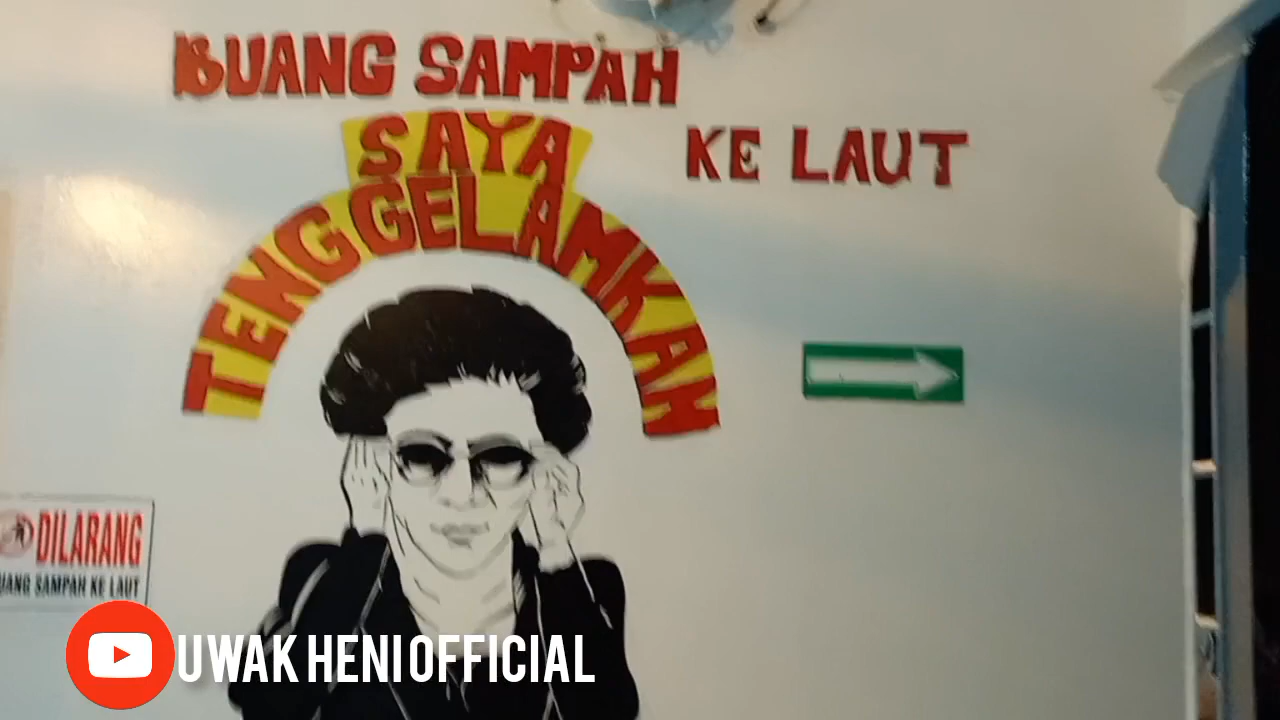 BUANG SAMPAH
KE LAUT
SAYA
TENGGELAMKAN
DILARANG
UANG SAMPAH KE LAUT
UWAK HENI OFFICIAL